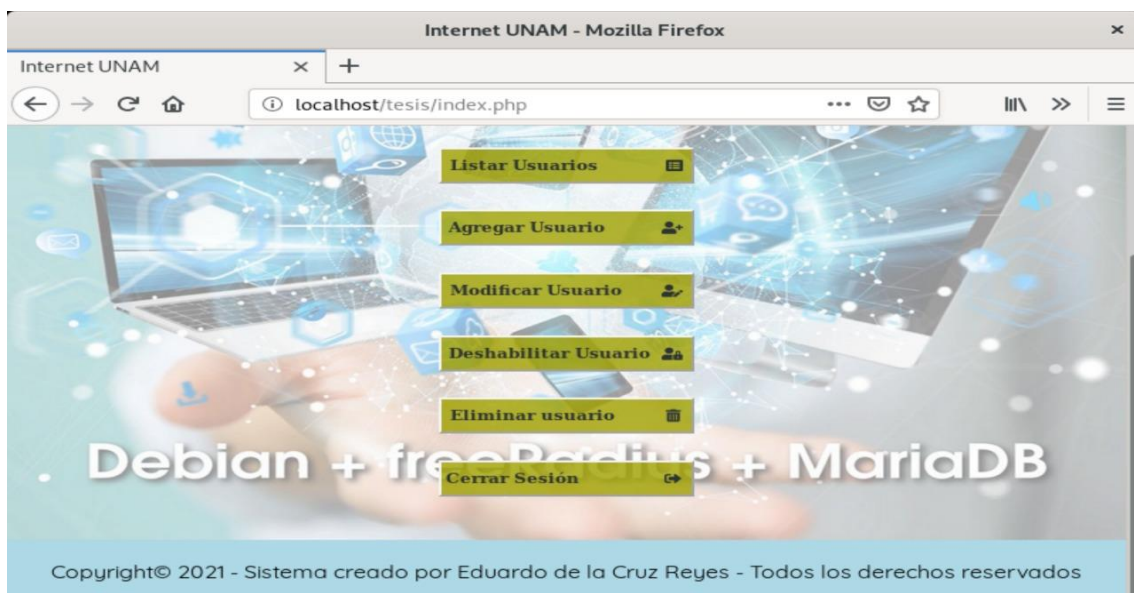 Internet UNAM - Mozilla Firefox
Internet UNAM
localhost/tesis/index.php
Listar Usuarios
Agregar Usuario
Modificar Usuario
Deshabilitar Usuario
Eliminar usuario
Debian + freeRadius + MariaDB
Cerrar Sesión
Copyright© 2021 - Sistema creado por Eduardo de la Cruz Reyes - Todos los derechos reservados